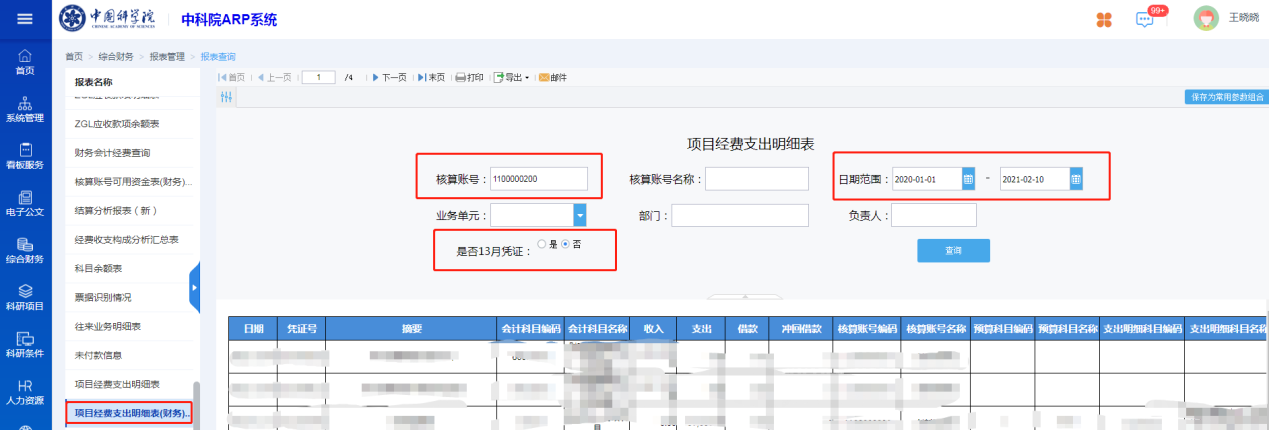 中国科学院
CHINESE ACADEMY OF SCIENCES
中科院ARP系统
99+
王晓晓
首页
系统管理
看板服务
电子公文
综合财务
科研项目
科研条件
HR
人力资源
首页 > 综合财务 > 报表管理 > 报表查询
报表名称
ZGL应收款项余额表
财务会计经费查询
核算账号可用资金表(财务)...
结算分析报表（新）
经费收支构成分析汇总表
科目余额表
票据识别情况
往来业务明细表
未付款信息
项目经费支出明细表
项目经费支出明细表(财务)...
首页 上一页 1 /4 下一页 末页 打印 导出 邮件
保存为常用参数组合
项目经费支出明细表
核算账号： 1100000200 核算账号名称： 日期范围： 2020-01-01 - 2021-02-10
业务单元： 部门： 负责人：
是否13月凭证： 是 否 查询
日期 凭证号 摘要 会计科目编码 会计科目名称 收入 支出 借款 冲回借款 核算账号编码 核算账号名称 预算科目编码 预算科目名称 支出明细科目编码 支出明细科目名称